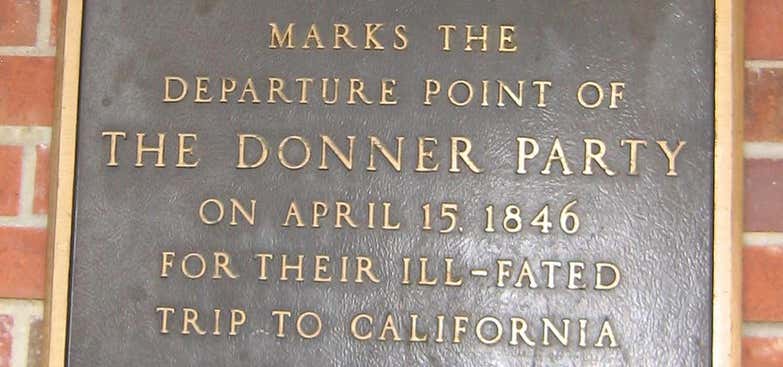 MARKS THE
DEPARTURE POINT OF
THE DONNER PARTY
ON APRIL 15, 1846
FOR THEIR ILL-FATED
TRIP TO CALIFORNIA